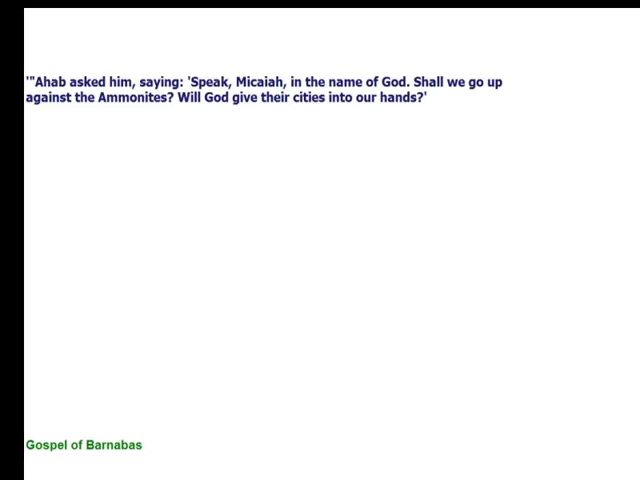 '"Ahab asked him, saying: 'Speak, Micaiah, in the name of God. Shall we go up
against the Ammonites? Will God give their cities into our hands?'
Gospel of Barnabas